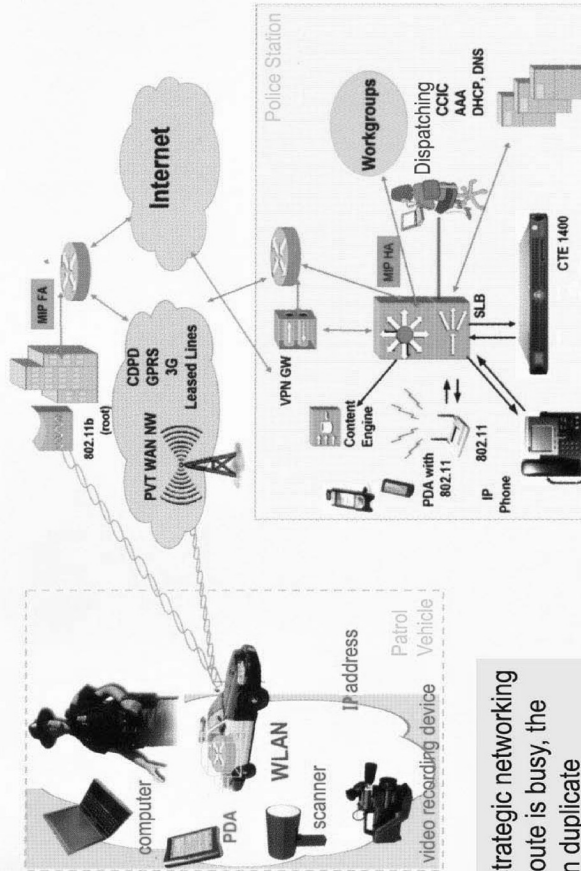 computer
PDA
scanner
video recording device
WLAN
IP address
Patrol
Vehicle
802.11b
(root)
MIP FA
PVT WAN NW
CDPD
GPRS
3G
Leased Lines
Internet
Police Station
VPN GW
MIP HA
Workgroups
Dispatching
CCIC
AAA
DHCP, DNS
Content
Engine
PDA with
802.11
802.11
IP
Phone
SLB
CTE 1400
trategic networking
oute is busy, the
n duplicate